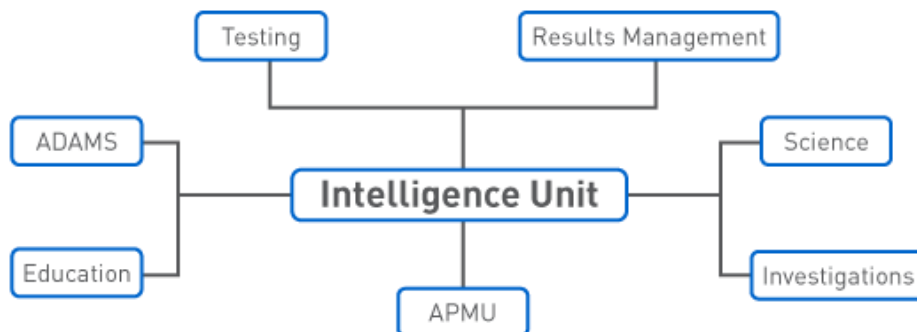 Testing
Results Management
ADAMS
Science
Intelligence Unit
Education
Investigations
APMU